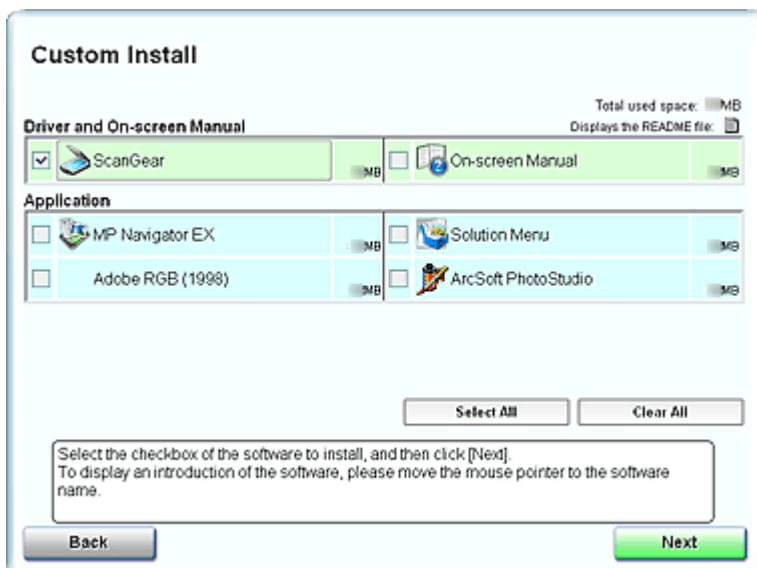 Custom Install
Total used space: MB
Driver and On-screen Manual
Displays the README file:
ScanGear MB
On-screen Manual MB
Application
MP Navigator EX MB
Solution Menu MB
Adobe RGB (1998) MB
ArcSoft PhotoStudio MB
Select All
Clear All
Select the checkbox of the software to install, and then click [Next].
To display an introduction of the software, please move the mouse pointer to the software
name.
Back
Next